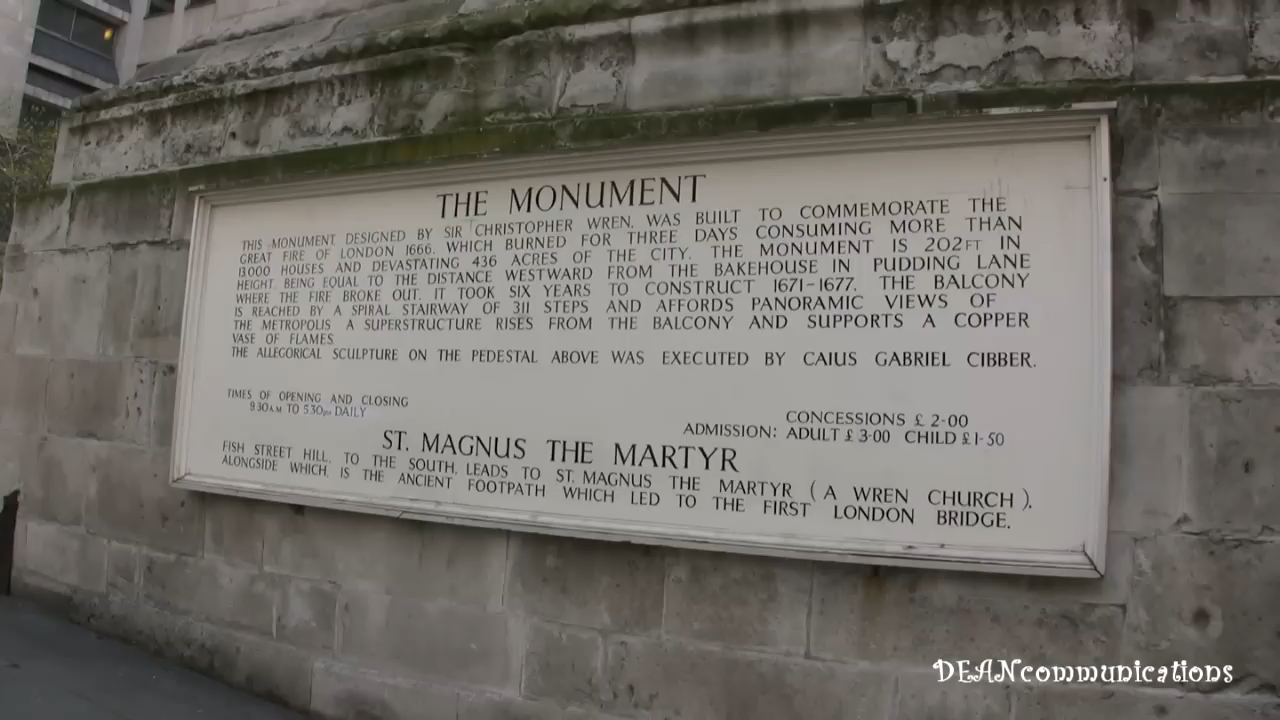 THE MONUMENT
THIS MONUMENT DESIGNED BY SIR CHRISTOPHER WREN, WAS BUILT TO COMMEMORATE THE
GREAT FIRE OF LONDON 1666, WHICH BURNED FOR THREE DAYS CONSUMING MORE THAN
13,000 HOUSES AND DEVASTATING 436 ACRES OF THE CITY. THE MONUMENT IS 202FT IN
HEIGHT, BEING EQUAL TO THE DISTANCE WESTWARD FROM THE BAKEHOUSE IN PUDDING LANE
WHERE THE FIRE BROKE OUT. IT TOOK SIX YEARS TO CONSTRUCT 1671-1677. THE BALCONY
IS REACHED BY A SPIRAL STAIRWAY OF 311 STEPS AND AFFORDS PANORAMIC VIEWS OF
THE METROPOLIS A SUPERSTRUCTURE RISES FROM THE BALCONY AND SUPPORTS A COPPER
VASE OF FLAMES.
THE ALLEGORICAL SCULPTURE ON THE PEDESTAL ABOVE WAS EXECUTED BY CAIUS GABRIEL CIBBER.
TIMES OF OPENING AND CLOSING
9.30A.M TO 5.30pm DAILY
CONCESSIONS £ 2-00
ADMISSION: ADULT £ 3-00 CHILD £1-50
ST. MAGNUS THE MARTYR
FISH STREET HILL, TO THE SOUTH, LEADS TO ST. MAGNUS THE MARTYR ( A WREN CHURCH ),
ALONGSIDE WHICH, IS THE ANCIENT FOOTPATH WHICH LED TO THE FIRST LONDON BRIDGE.
DEANcommunications